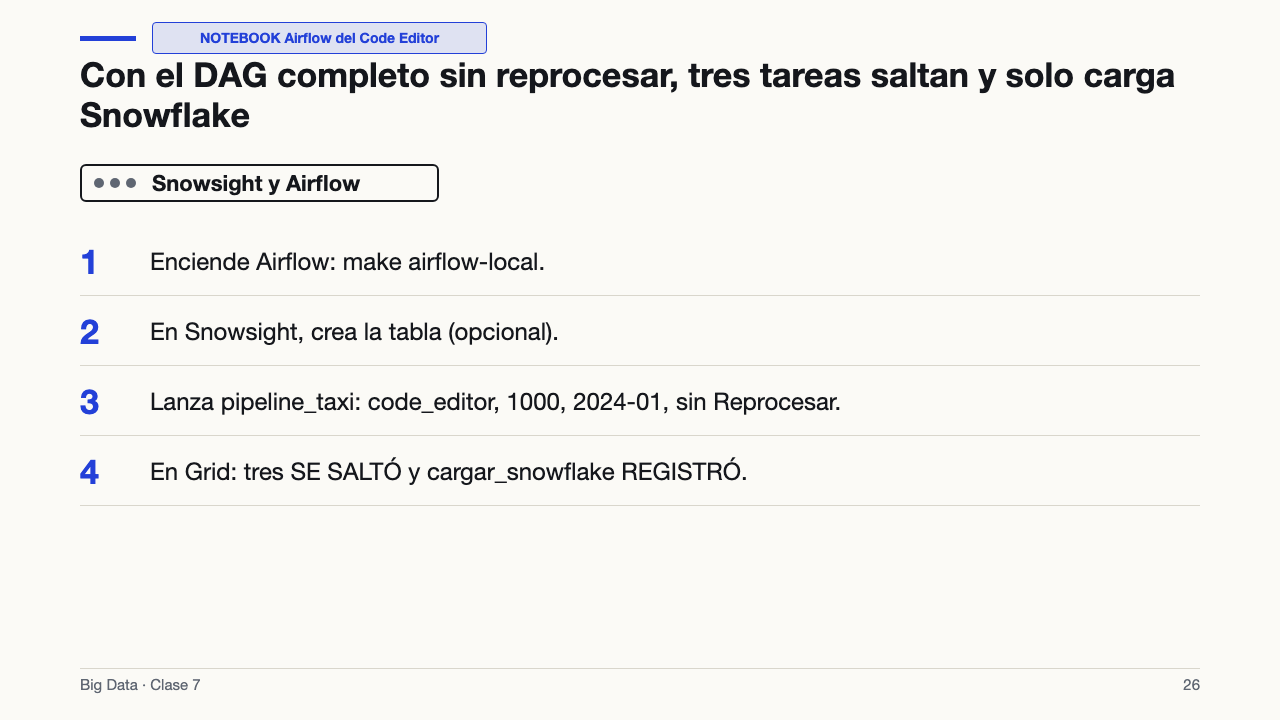 NOTEBOOK Airflow del Code Editor
Con el DAG completo sin reprocesar, tres tareas saltan y solo carga
Snowflake
Snowsight y Airflow
1 Enciende Airflow: make airflow-local.
2 En Snowsight, crea la tabla (opcional).
3 Lanza pipeline_taxi: code_editor, 1000, 2024-01, sin Reprocesar.
4 En Grid: tres SE SALTÓ y cargar_snowflake REGISTRÓ.
Big Data · Clase 7 26